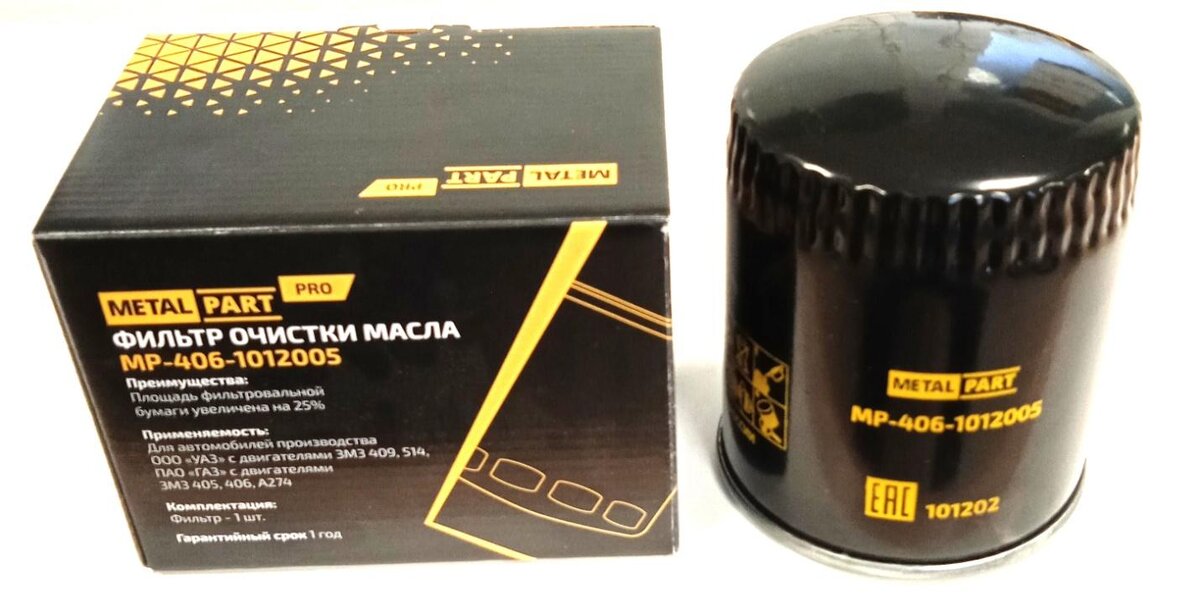 METAL PART PRO
METAL PART PRO
ФИЛЬТР ОЧИСТКИ МАСЛА
MP-406-1012005
Преимущества:
Площадь фильтровальной
бумаги увеличена на 25%
Применяемость:
Для автомобилей производства
ООО «УАЗ» с двигателями ЗМЗ 409, 514,
ПАО «ГАЗ» с двигателями
ЗМЗ 405, 406, А274
Комплектация:
Фильтр - 1 шт.
Гарантийный срок 1 год
METAL PART
MP-406-1012005
EAC 101202